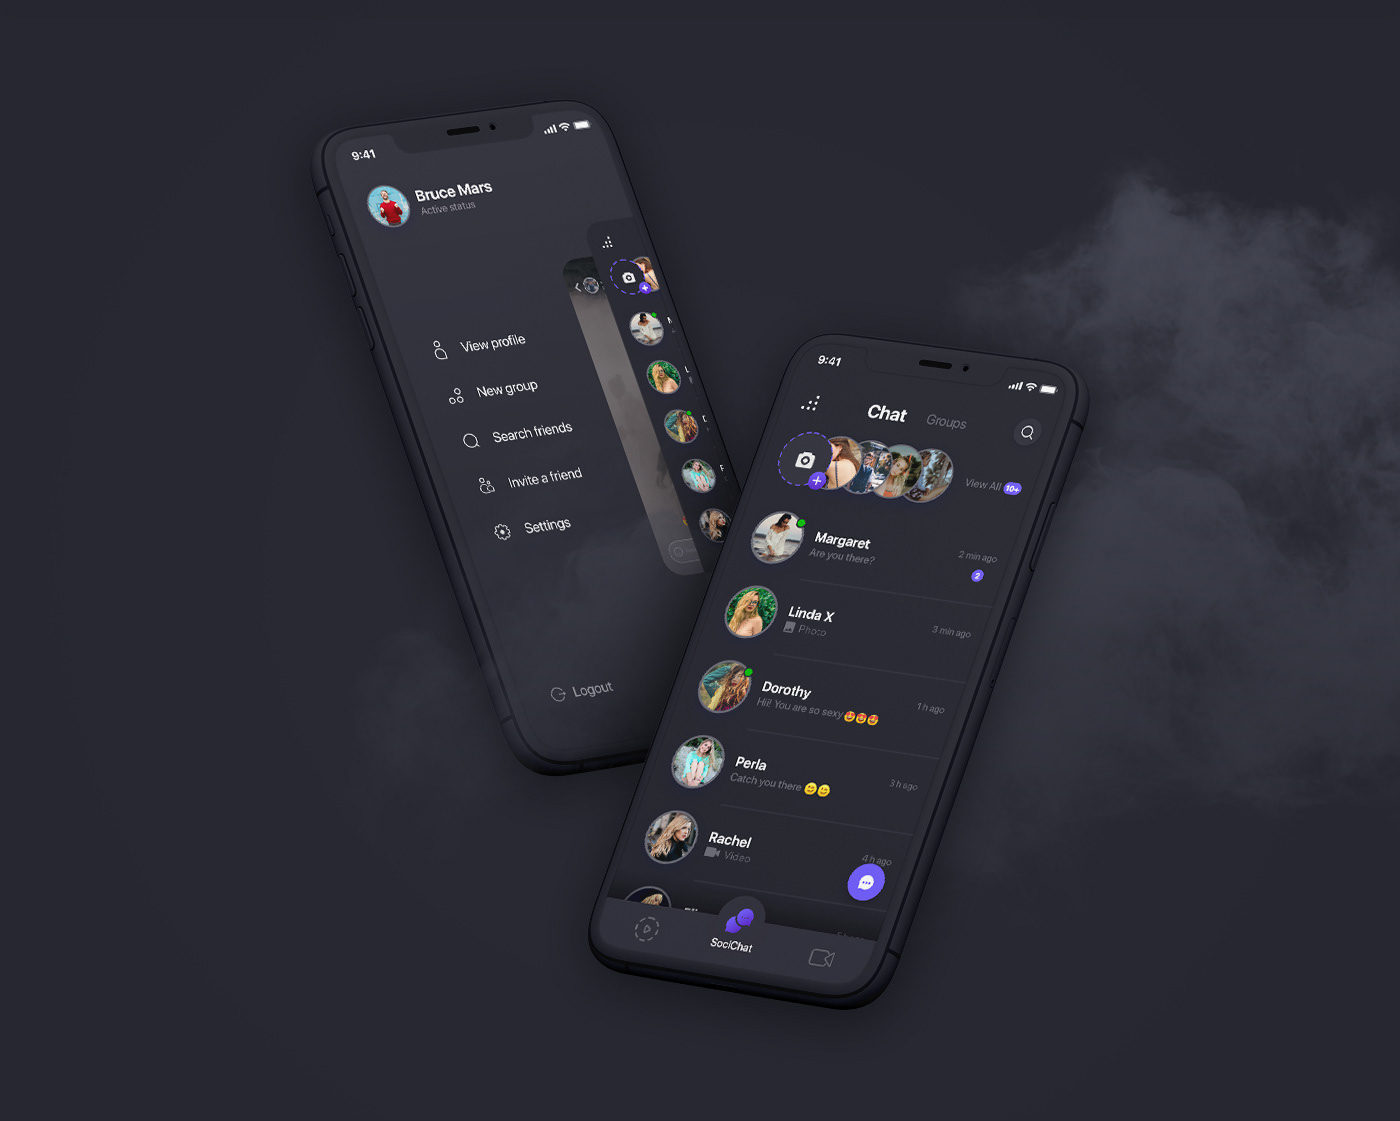 9:41
Bruce Mars
Active status
View profile
New group
Search friends
Invite a friend
Settings
Logout
9:41
Chat
Groups
View All 10+
Margaret
Are you there?
2 min ago
2
Linda X
Photo
3 min ago
Dorothy
Hi! You are so sexy 😍😍😍
1 h ago
Perla
Catch you there 😊😊
3 h ago
Rachel
Video
4 h ago
SociChat